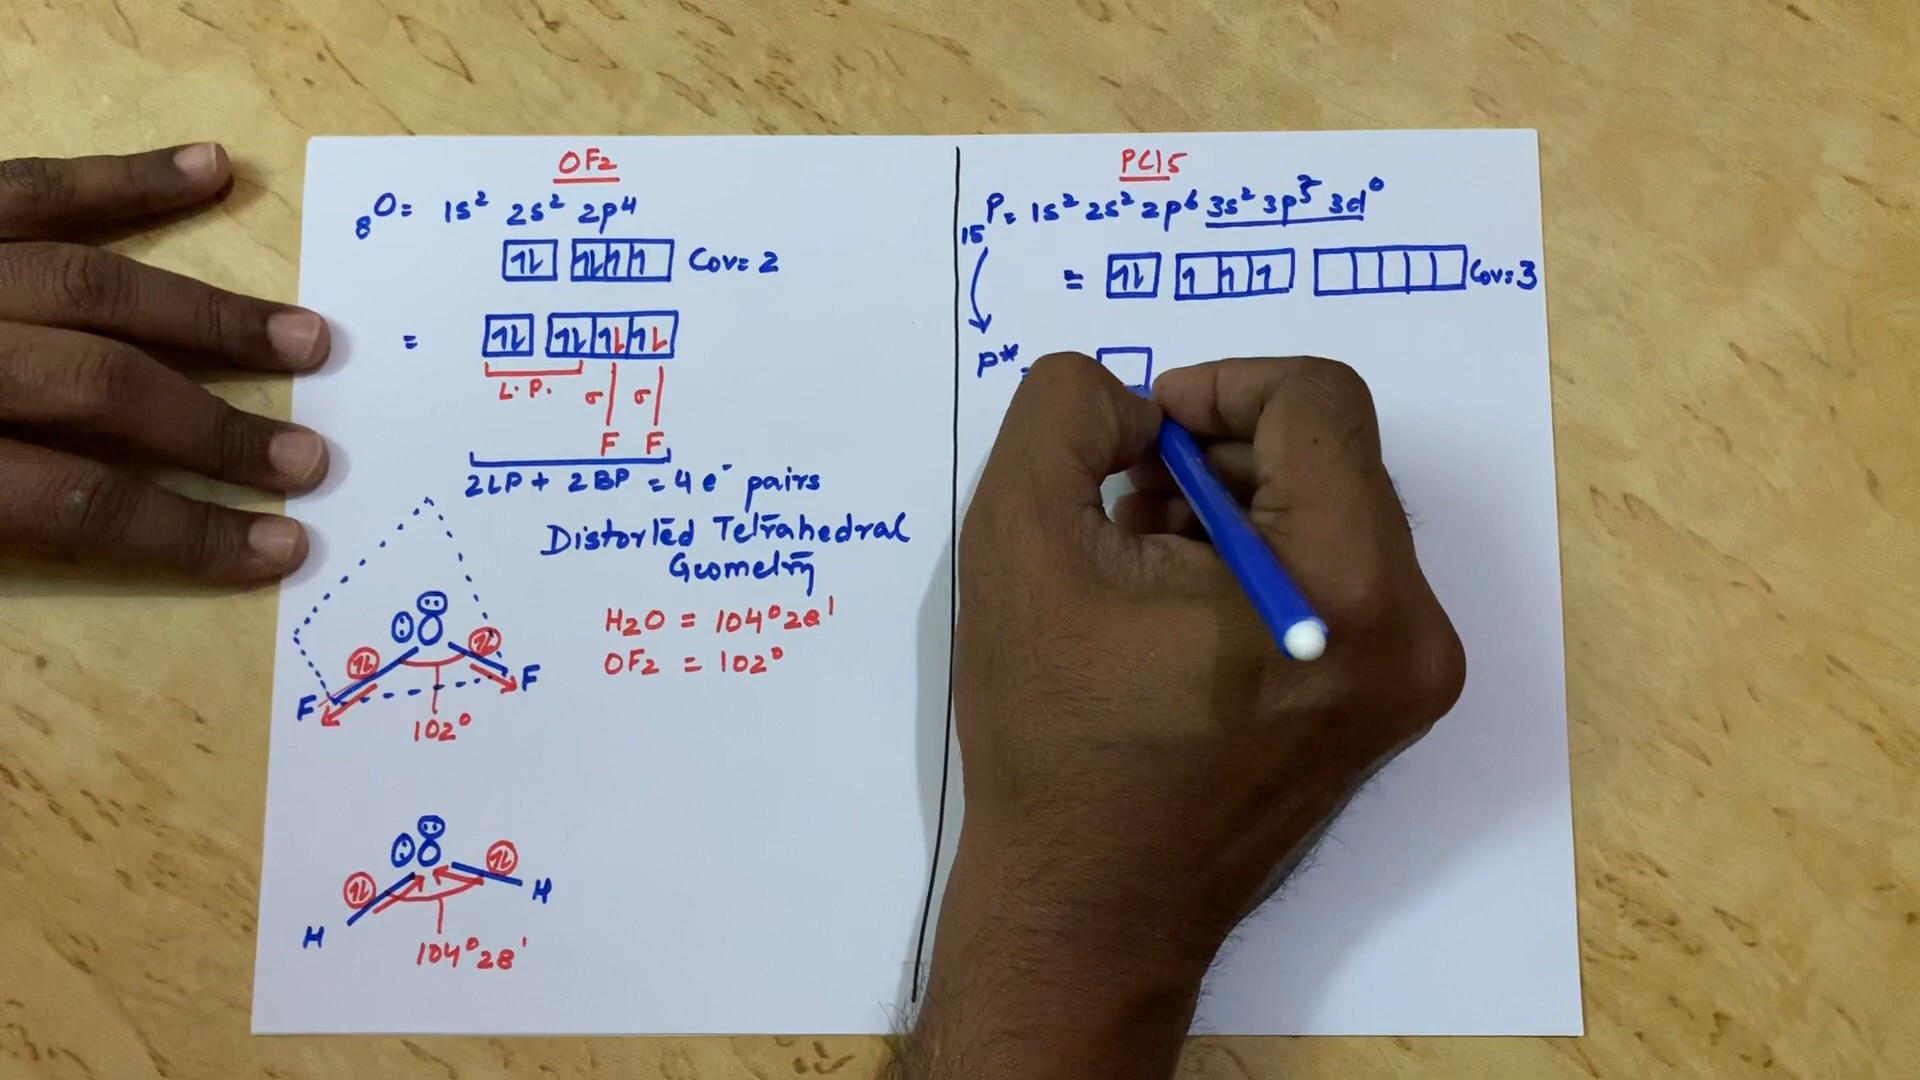 OF₂
₈O = 1s² 2s² 2p⁴
Cov = 2
=
L.P. σ σ
F F
2LP + 2BP = 4 e⁻ pairs
Distorted Tetrahedral
Geometry
H₂O = 104°28'
OF₂ = 102°
O
F F
102°
O
H H
104°28'
PCl5
₁₅P = 1s² 2s² 2p⁶ 3s² 3p³ 3d⁰
= Cov = 3
P* =